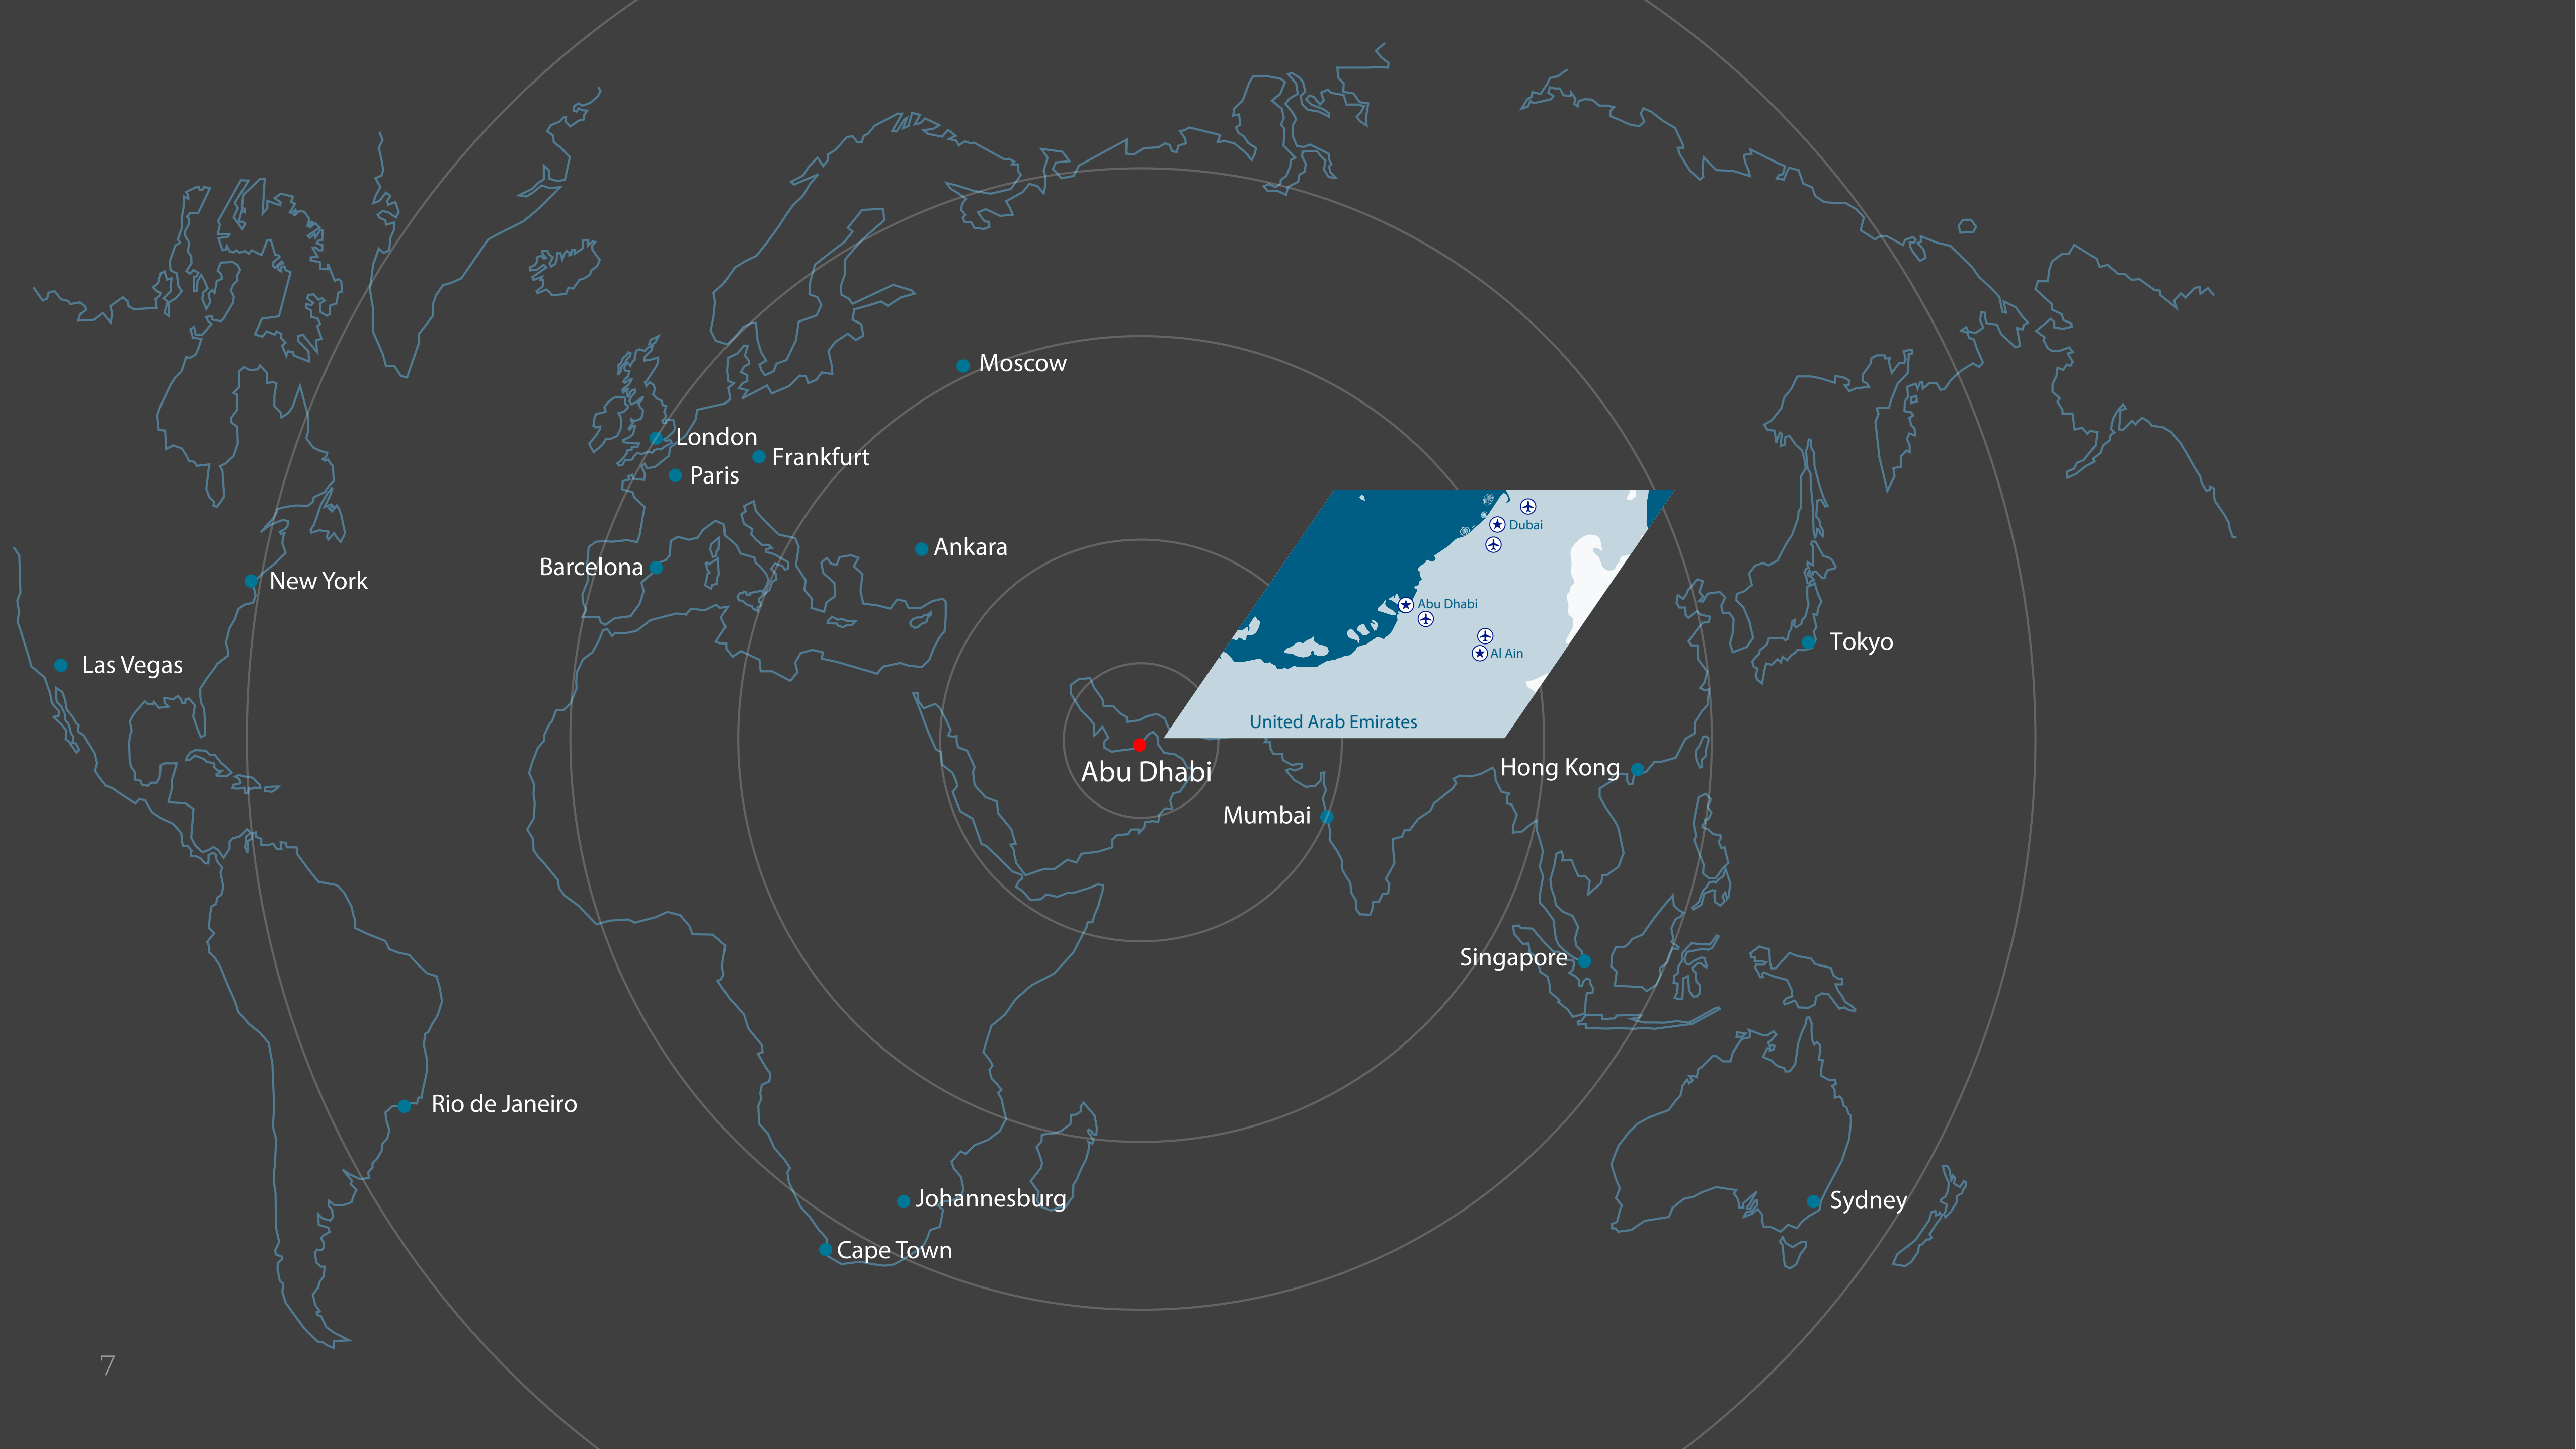 Moscow
London
Frankfurt
Paris
Dubai
Ankara
Barcelona
New York
Abu Dhabi
Tokyo
Al Ain
Las Vegas
United Arab Emirates
Abu Dhabi
Hong Kong
Mumbai
Singapore
Rio de Janeiro
Johannesburg
Sydney
Cape Town
7